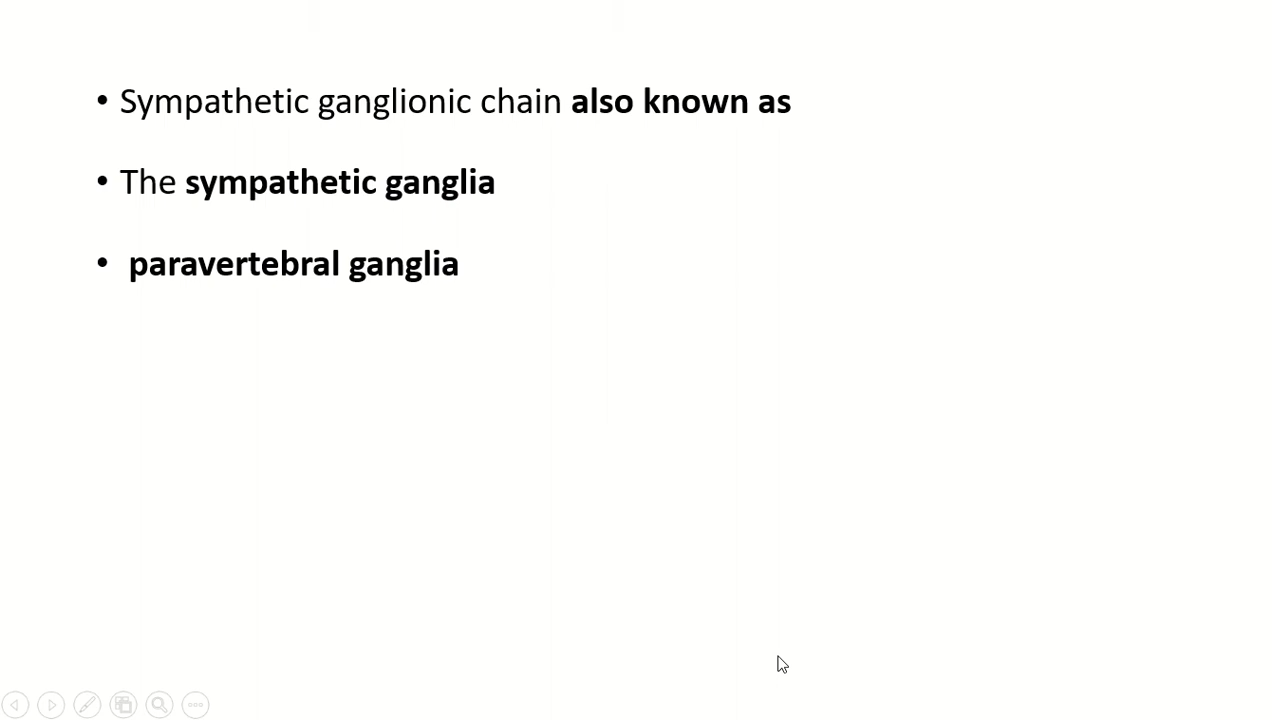 • Sympathetic ganglionic chain also known as
• The sympathetic ganglia
• paravertebral ganglia